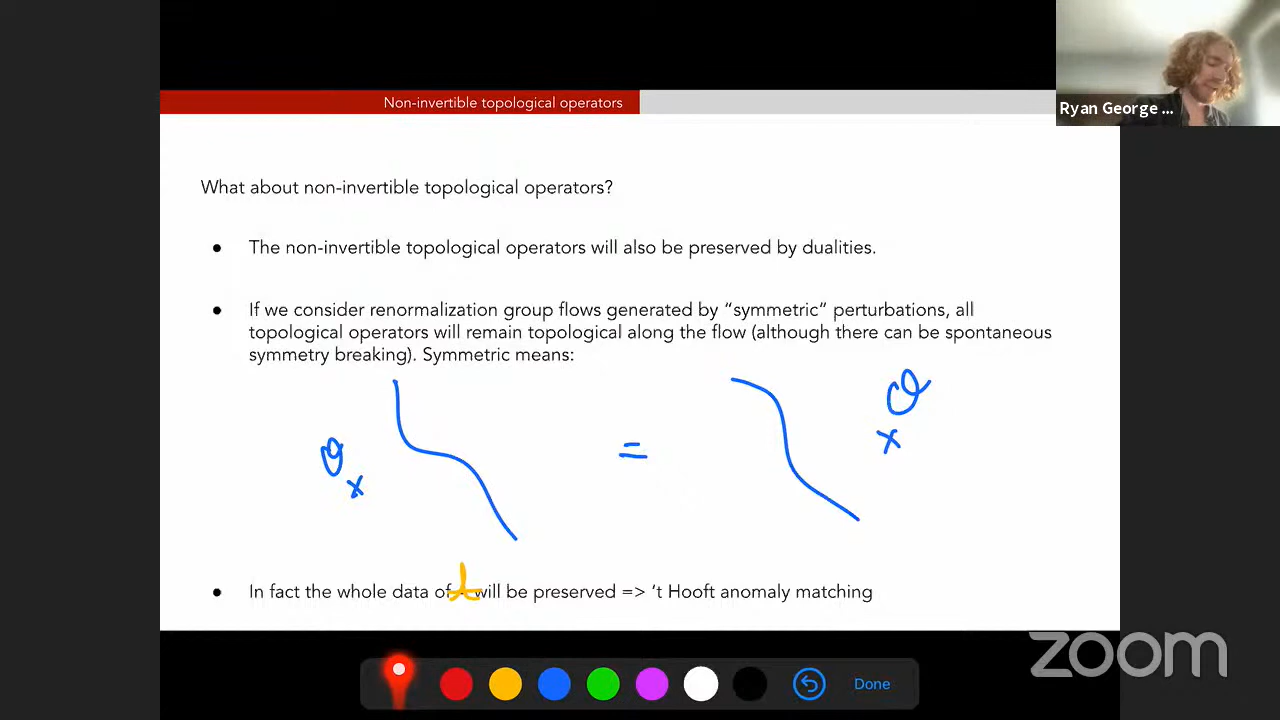 Non-invertible topological operators
Ryan George ...
What about non-invertible topological operators?
● The non-invertible topological operators will also be preserved by dualities.
● If we consider renormalization group flows generated by “symmetric” perturbations, all
topological operators will remain topological along the flow (although there can be spontaneous
symmetry breaking). Symmetric means:
O x = O x
● In fact the whole data of will be preserved => ‘t Hooft anomaly matching
zoom
Done